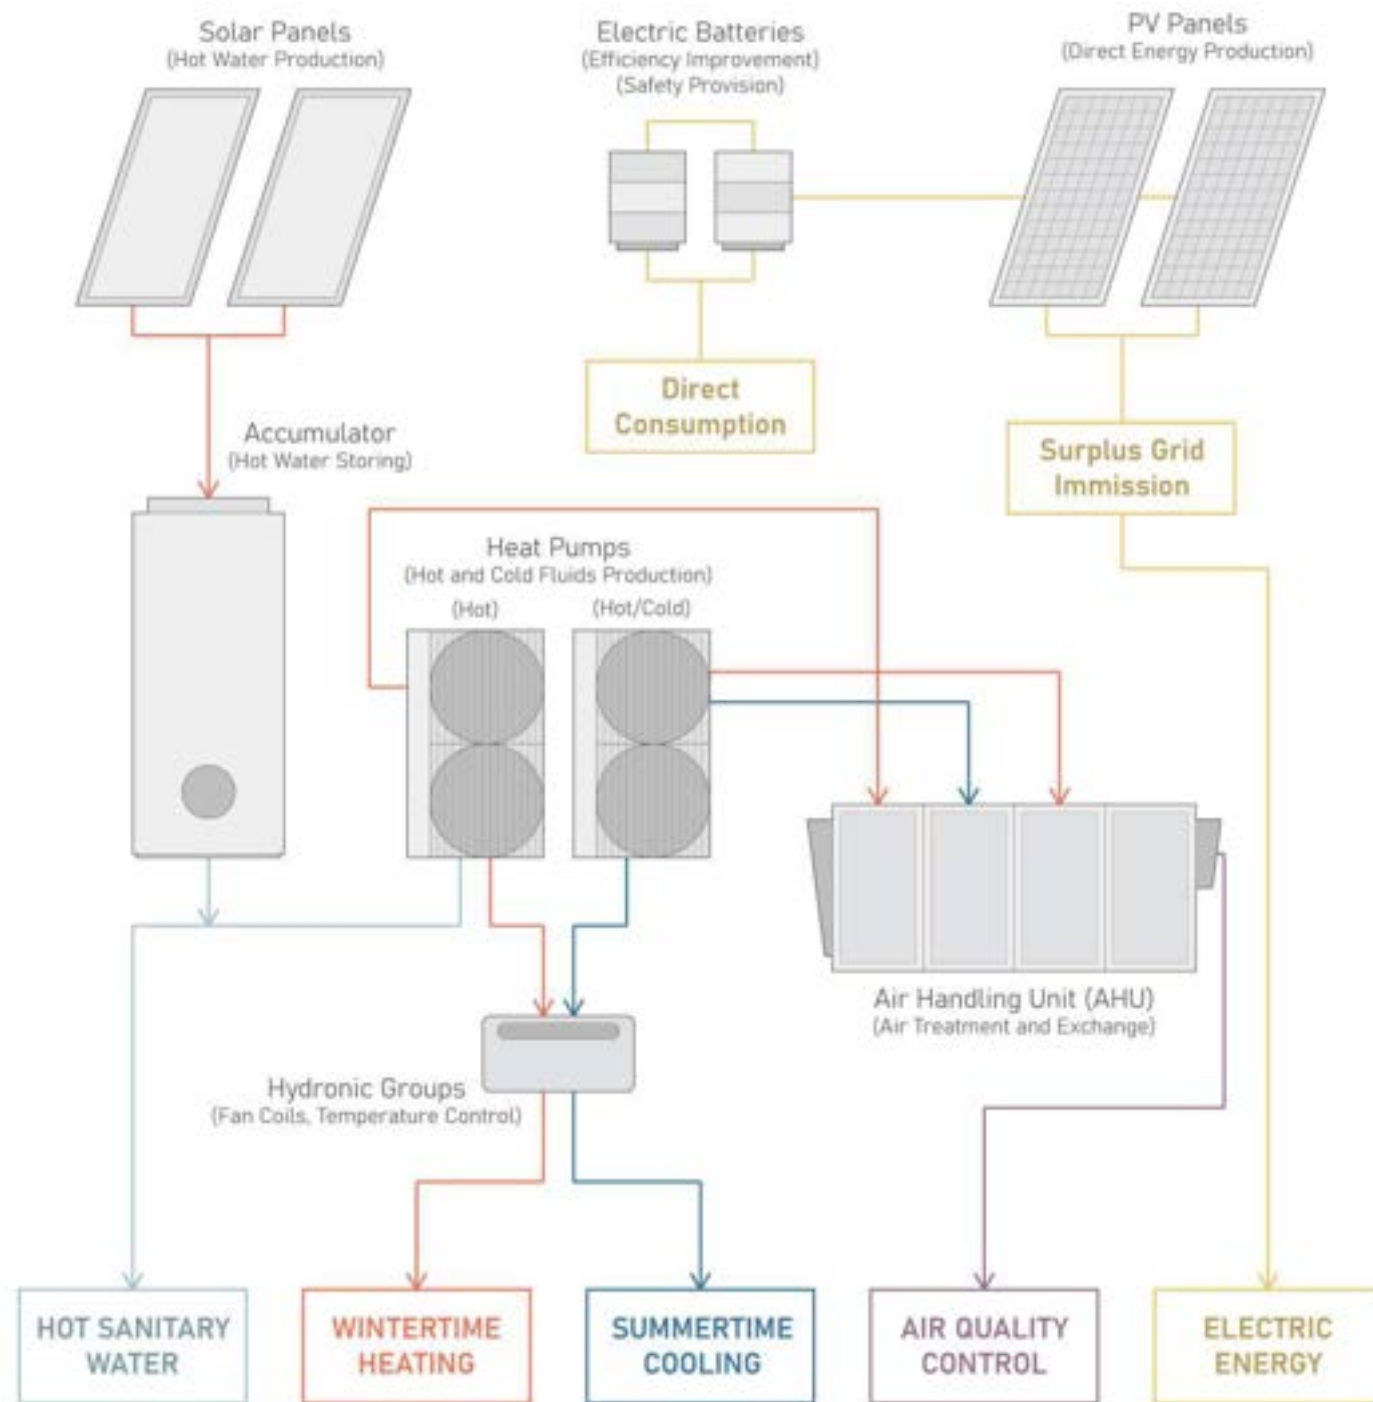 Solar Panels
(Hot Water Production)
Electric Batteries
(Efficiency Improvement)
(Safety Provision)
PV Panels
(Direct Energy Production)
Direct
Consumption
Surplus Grid
Immission
Accumulator
(Hot Water Storing)
Heat Pumps
(Hot and Cold Fluids Production)
(Hot)
(Hot/Cold)
Air Handling Unit (AHU)
(Air Treatment and Exchange)
Hydronic Groups
(Fan Coils, Temperature Control)
HOT SANITARY
WATER
WINTERTIME
HEATING
SUMMERTIME
COOLING
AIR QUALITY
CONTROL
ELECTRIC
ENERGY